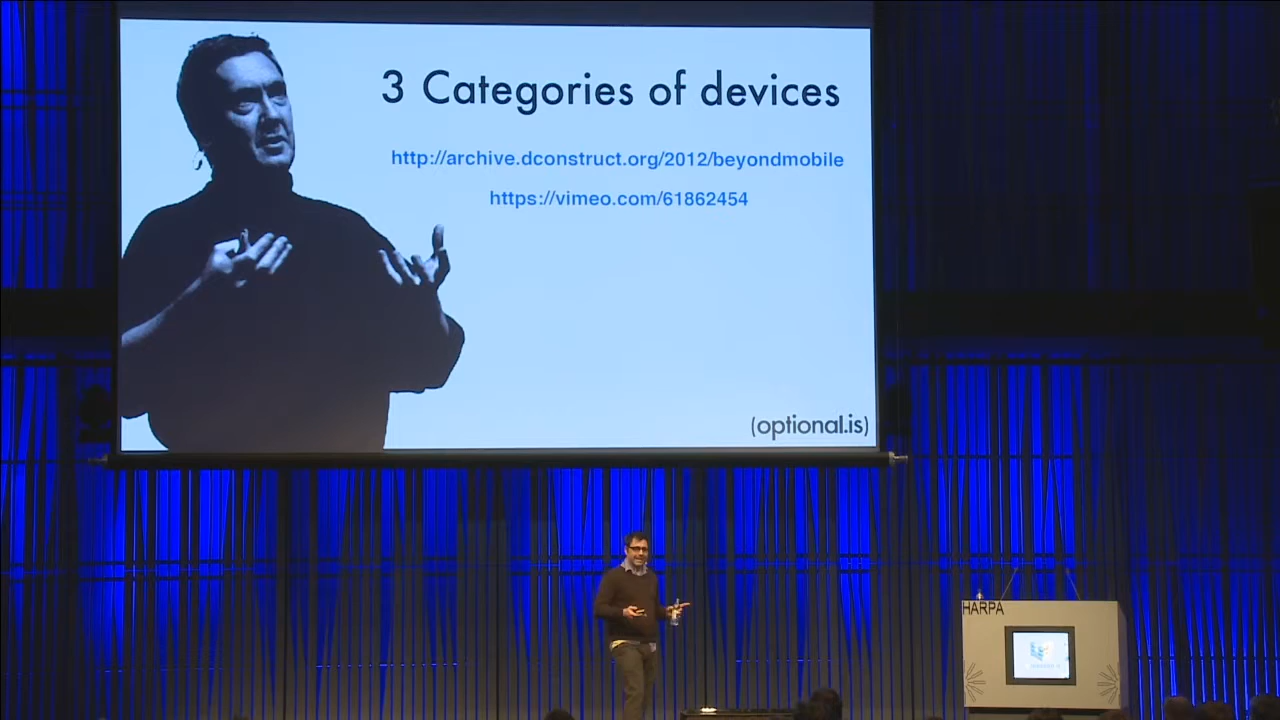 3 Categories of devices
http://archive.dconstruct.org/2012/beyondmobile
https://vimeo.com/61862454
(optional.is)
HARPA